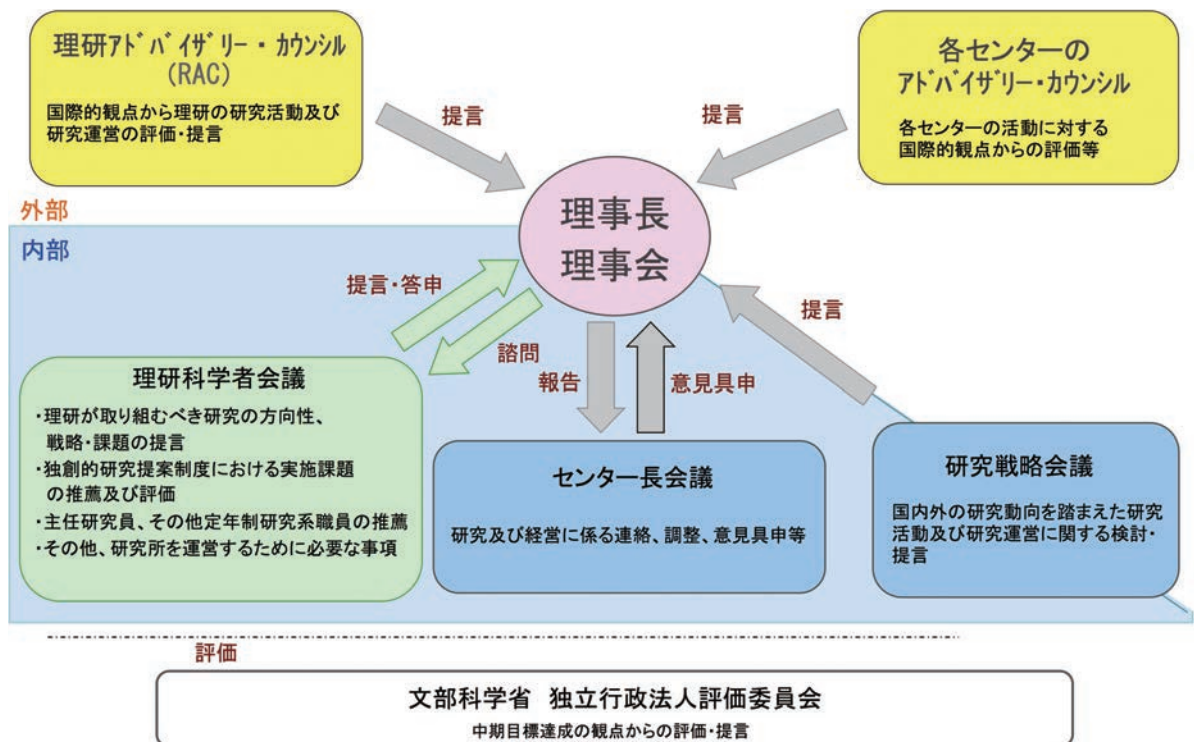 理研ｱﾄﾞﾊﾞｲｻﾞﾘｰ・ｶｳﾝｼﾙ
(RAC)
国際的観点から理研の研究活動及び
研究運営の評価・提言
各センターの
ｱﾄﾞﾊﾞｲｻﾞﾘｰ・ｶｳﾝｼﾙ
各センターの活動に対する
国際的観点からの評価等
提言
提言
外部
内部
理事長
理事会
提言・答申
諮問
報告
意見具申
提言
理研科学者会議
・理研が取り組むべき研究の方向性、
戦略・課題の提言
・独創的研究提案制度における実施課題
の推薦及び評価
・主任研究員、その他定年制研究系職員の推薦
・その他、研究所を運営するために必要な事項
センター長会議
研究及び経営に係る連絡、調整、意見具申等
研究戦略会議
国内外の研究動向を踏まえた研究
活動及び研究運営に関する検討・
提言
評価
文部科学省 独立行政法人評価委員会
中期目標達成の観点からの評価・提言